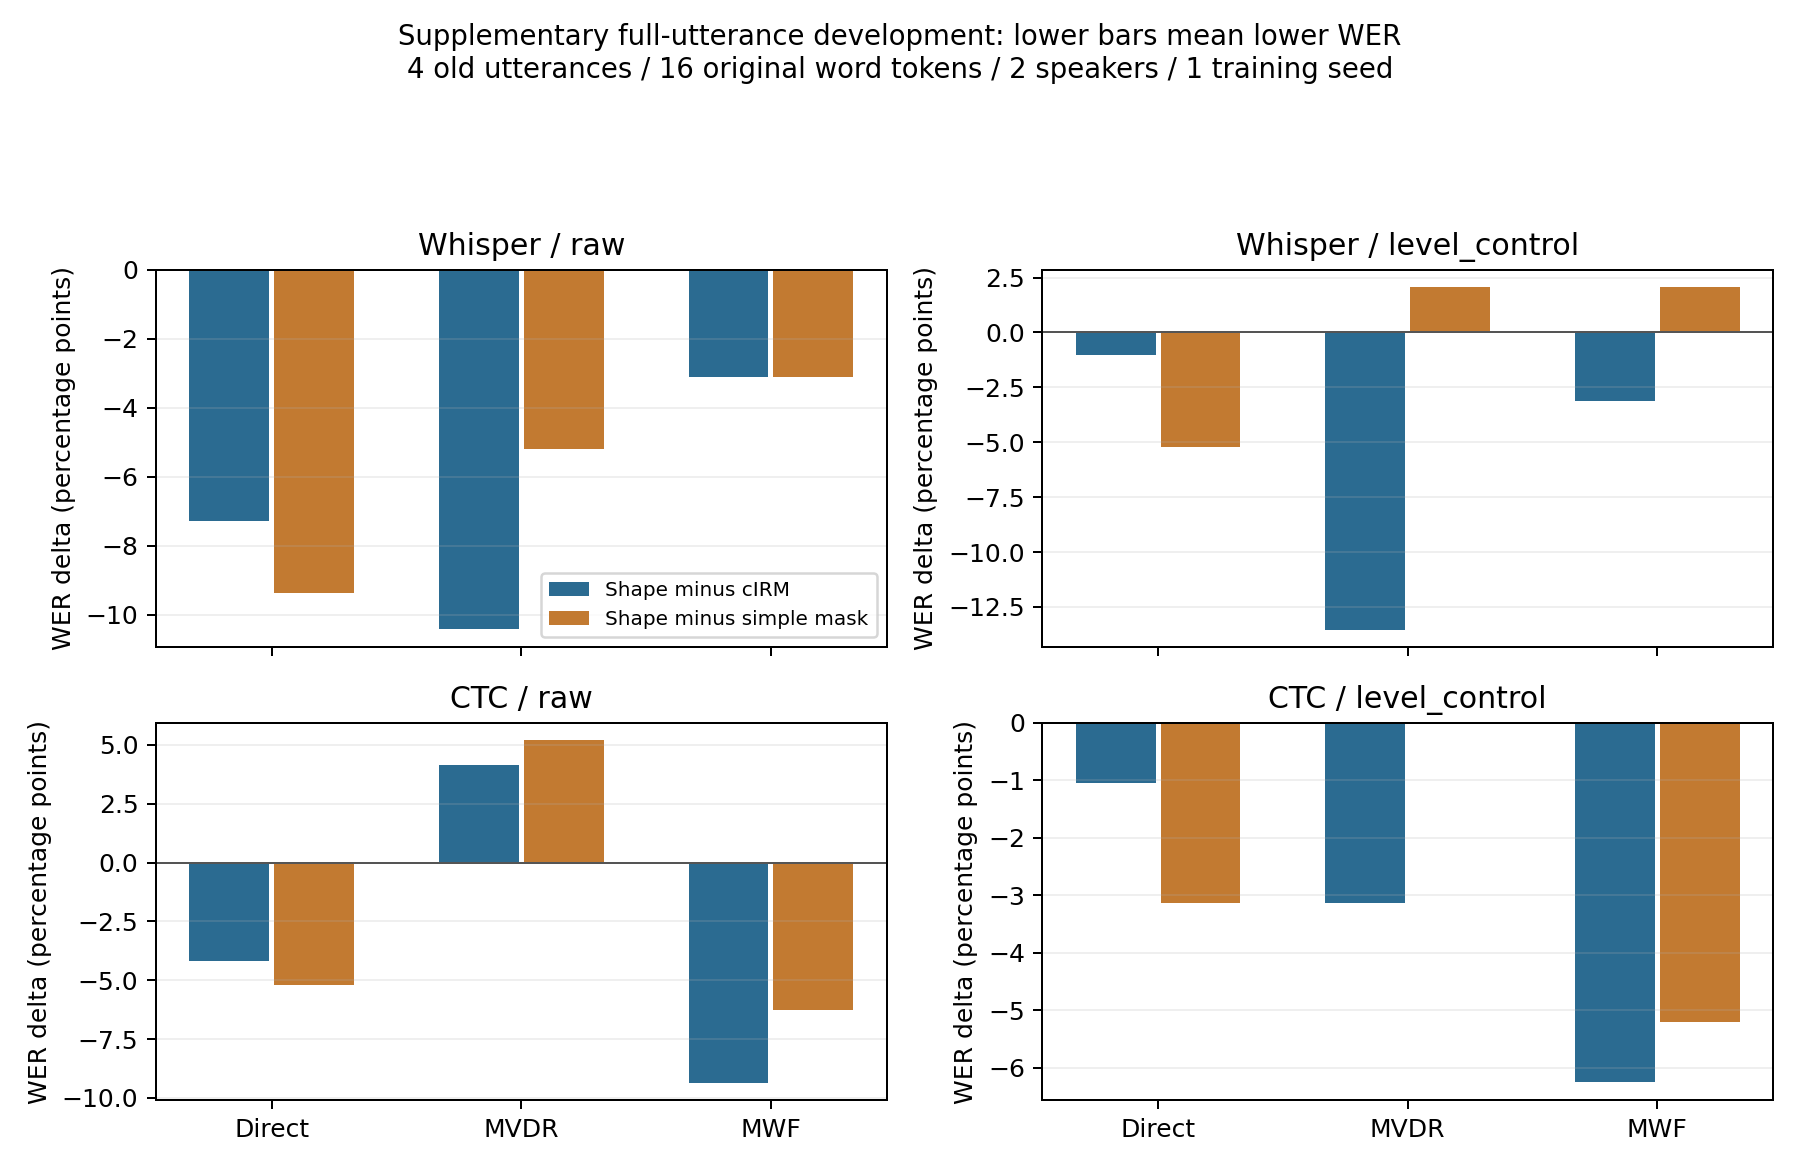 Supplementary full-utterance development: lower bars mean lower WER
4 old utterances / 16 original word tokens / 2 speakers / 1 training seed
Whisper / raw
WER delta (percentage points)
0
−2
−4
−6
−8
−10
Shape minus cIRM
Shape minus simple mask
Whisper / level_control
WER delta (percentage points)
2.5
0.0
−2.5
−5.0
−7.5
−10.0
−12.5
CTC / raw
WER delta (percentage points)
5.0
2.5
0.0
−2.5
−5.0
−7.5
−10.0
Direct
MVDR
MWF
CTC / level_control
WER delta (percentage points)
0
−1
−2
−3
−4
−5
−6
Direct
MVDR
MWF